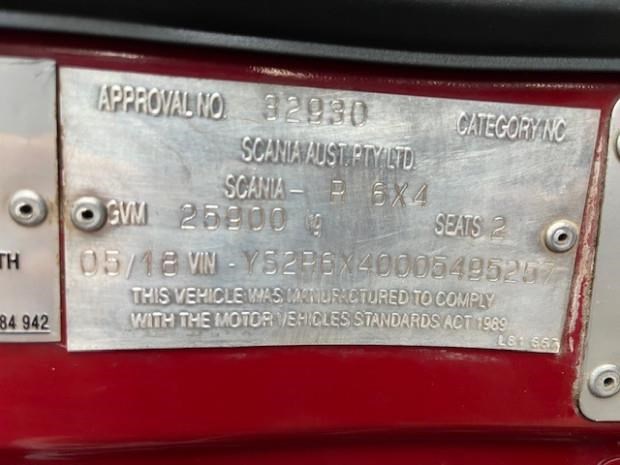 APPROVAL NO. 32930 CATEGORY NC
SCANIA AUST. PTY LTD.
SCANIA - R 6X4
GVM 25900 kg SEATS 2
05/18 VIN - YS2R6X40005495257
THIS VEHICLE WAS MANUFACTURED TO COMPLY
WITH THE MOTOR VEHICLES STANDARDS ACT 1989
TH
84 942